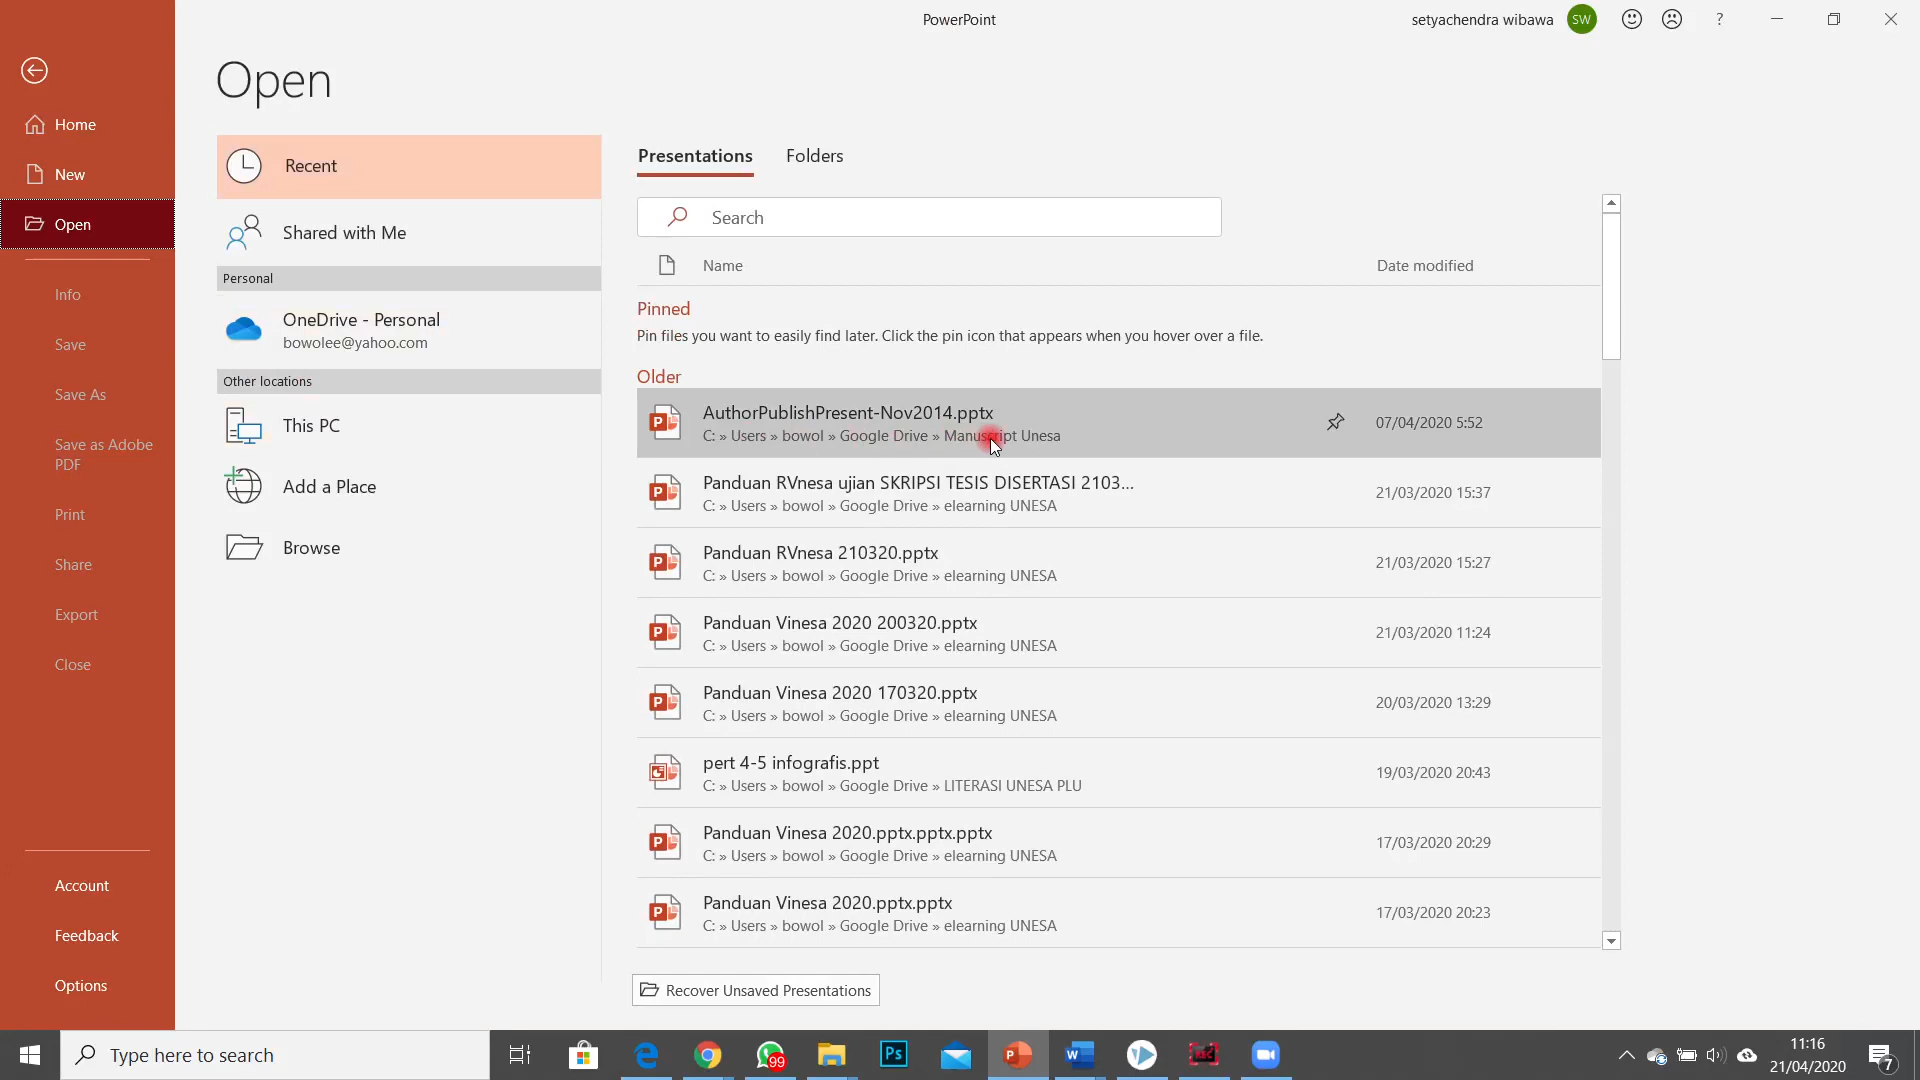 PowerPoint
setyachendra wibawa
SW
?
Open
Home
New
Open
Info
Save
Save As
Save as Adobe
PDF
Print
Share
Export
Close
Account
Feedback
Options
Recent
Shared with Me
Personal
OneDrive - Personal
bowolee@yahoo.com
Other locations
This PC
Add a Place
Browse
Presentations
Folders
Search
Name
Date modified
Pinned
Pin files you want to easily find later. Click the pin icon that appears when you hover over a file.
Older
AuthorPublishPresent-Nov2014.pptx
C: » Users » bowol » Google Drive » Manuscript Unesa
07/04/2020 5:52
Panduan RVnesa ujian SKRIPSI TESIS DISERTASI 2103...
C: » Users » bowol » Google Drive » elearning UNESA
21/03/2020 15:37
Panduan RVnesa 210320.pptx
C: » Users » bowol » Google Drive » elearning UNESA
21/03/2020 15:27
Panduan Vinesa 2020 200320.pptx
C: » Users » bowol » Google Drive » elearning UNESA
21/03/2020 11:24
Panduan Vinesa 2020 170320.pptx
C: » Users » bowol » Google Drive » elearning UNESA
20/03/2020 13:29
pert 4-5 infografis.ppt
C: » Users » bowol » Google Drive » LITERASI UNESA PLU
19/03/2020 20:43
Panduan Vinesa 2020.pptx.pptx.pptx
C: » Users » bowol » Google Drive » elearning UNESA
17/03/2020 20:29
Panduan Vinesa 2020.pptx.pptx
C: » Users » bowol » Google Drive » elearning UNESA
17/03/2020 20:23
Recover Unsaved Presentations
Type here to search
99
Ps
REC
11:16
21/04/2020
7